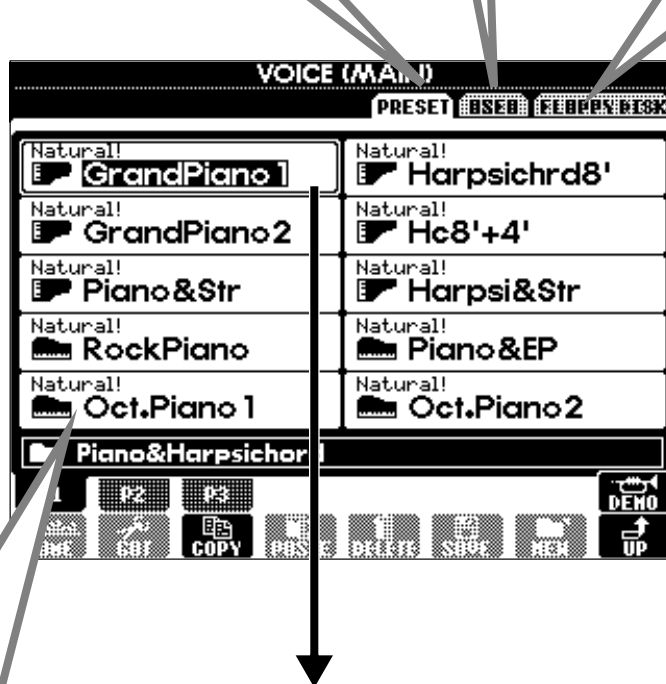 VOICE (MAIN)
PRESET USER FLOPPY DISK
Natural! Natural!
GrandPiano1 Harpsichrd8'
Natural! Natural!
GrandPiano2 Hc8'+4'
Natural! Natural!
Piano&Str Harpsi&Str
Natural! Natural!
RockPiano Piano&EP
Natural! Natural!
Oct.Piano1 Oct.Piano2
Piano&Harpsichord
P2 P3 DEMO
CUT COPY PASTE DELETE SAVE NEW UP